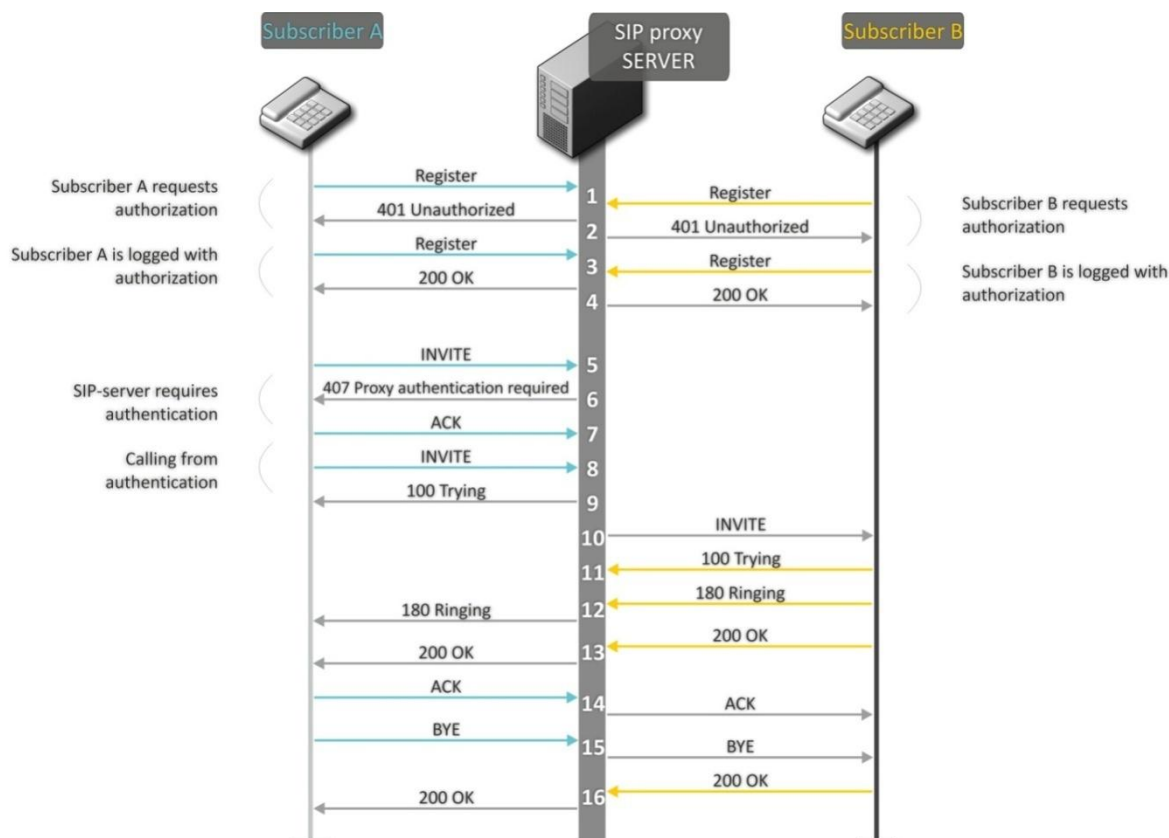 Subscriber A
SIP proxy
SERVER
Subscriber B
Register
Subscriber A requests
authorization
1
Register
401 Unauthorized
Subscriber B requests
authorization
2
401 Unauthorized
Register
Subscriber A is logged with
authorization
3
Register
200 OK
Subscriber B is logged with
authorization
4
200 OK
INVITE
5
SIP-server requires
authentication
407 Proxy authentication required
6
ACK
7
Calling from
authentication
INVITE
8
100 Trying
9
INVITE
10
100 Trying
11
180 Ringing
12
180 Ringing
200 OK
13
200 OK
ACK
14
ACK
BYE
15
BYE
200 OK
16
200 OK